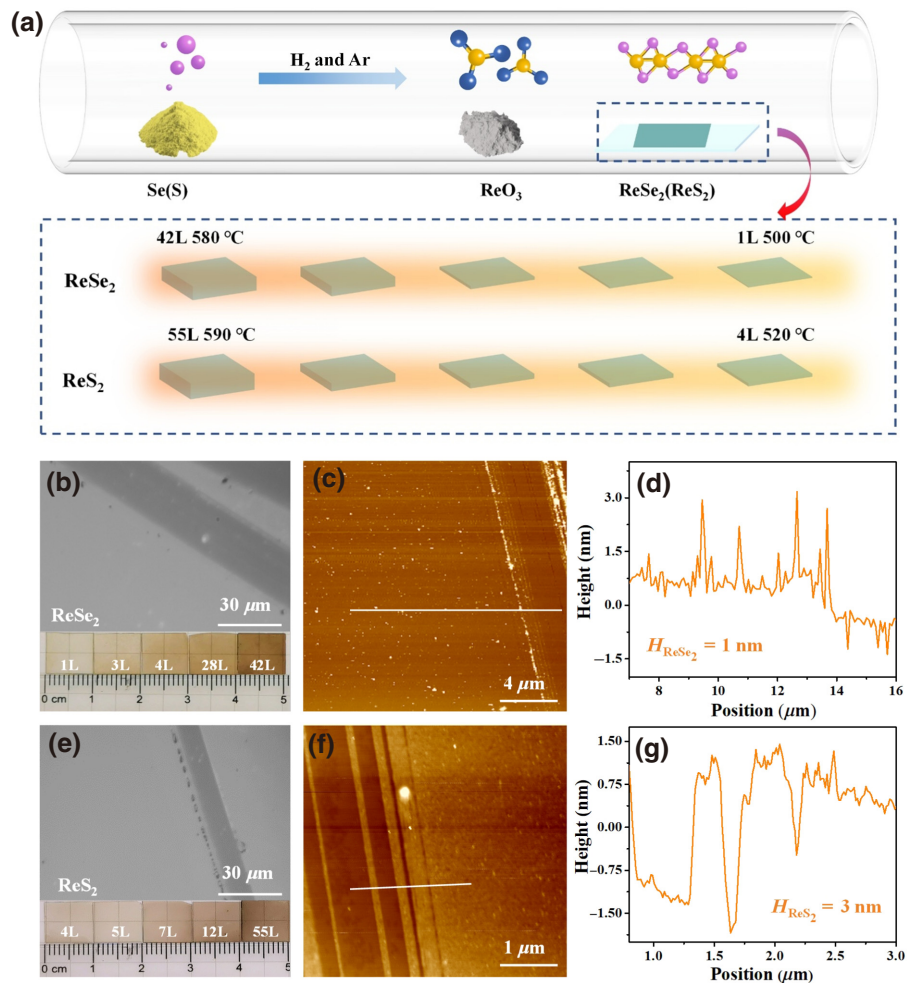 (a)
H₂ and Ar
Se(S)
ReO₃
ReSe₂(ReS₂)
42L 580 °C
1L 500 °C
ReSe₂
55L 590 °C
4L 520 °C
ReS₂
(b)
30 μm
ReSe₂
1L 3L 4L 28L 42L
0 cm 1 2 3 4 5
(c)
4 μm
(d)
Height (nm)
3.0
1.5
0.0
−1.5
H_ReSe₂ = 1 nm
8 10 12 14 16
Position (μm)
(e)
30 μm
ReS₂
4L 5L 7L 12L 55L
0 cm 1 2 3 4 5
(f)
1 μm
(g)
Height (nm)
1.50
0.75
0.00
−0.75
−1.50
H_ReS₂ = 3 nm
1.0 1.5 2.0 2.5 3.0
Position (μm)